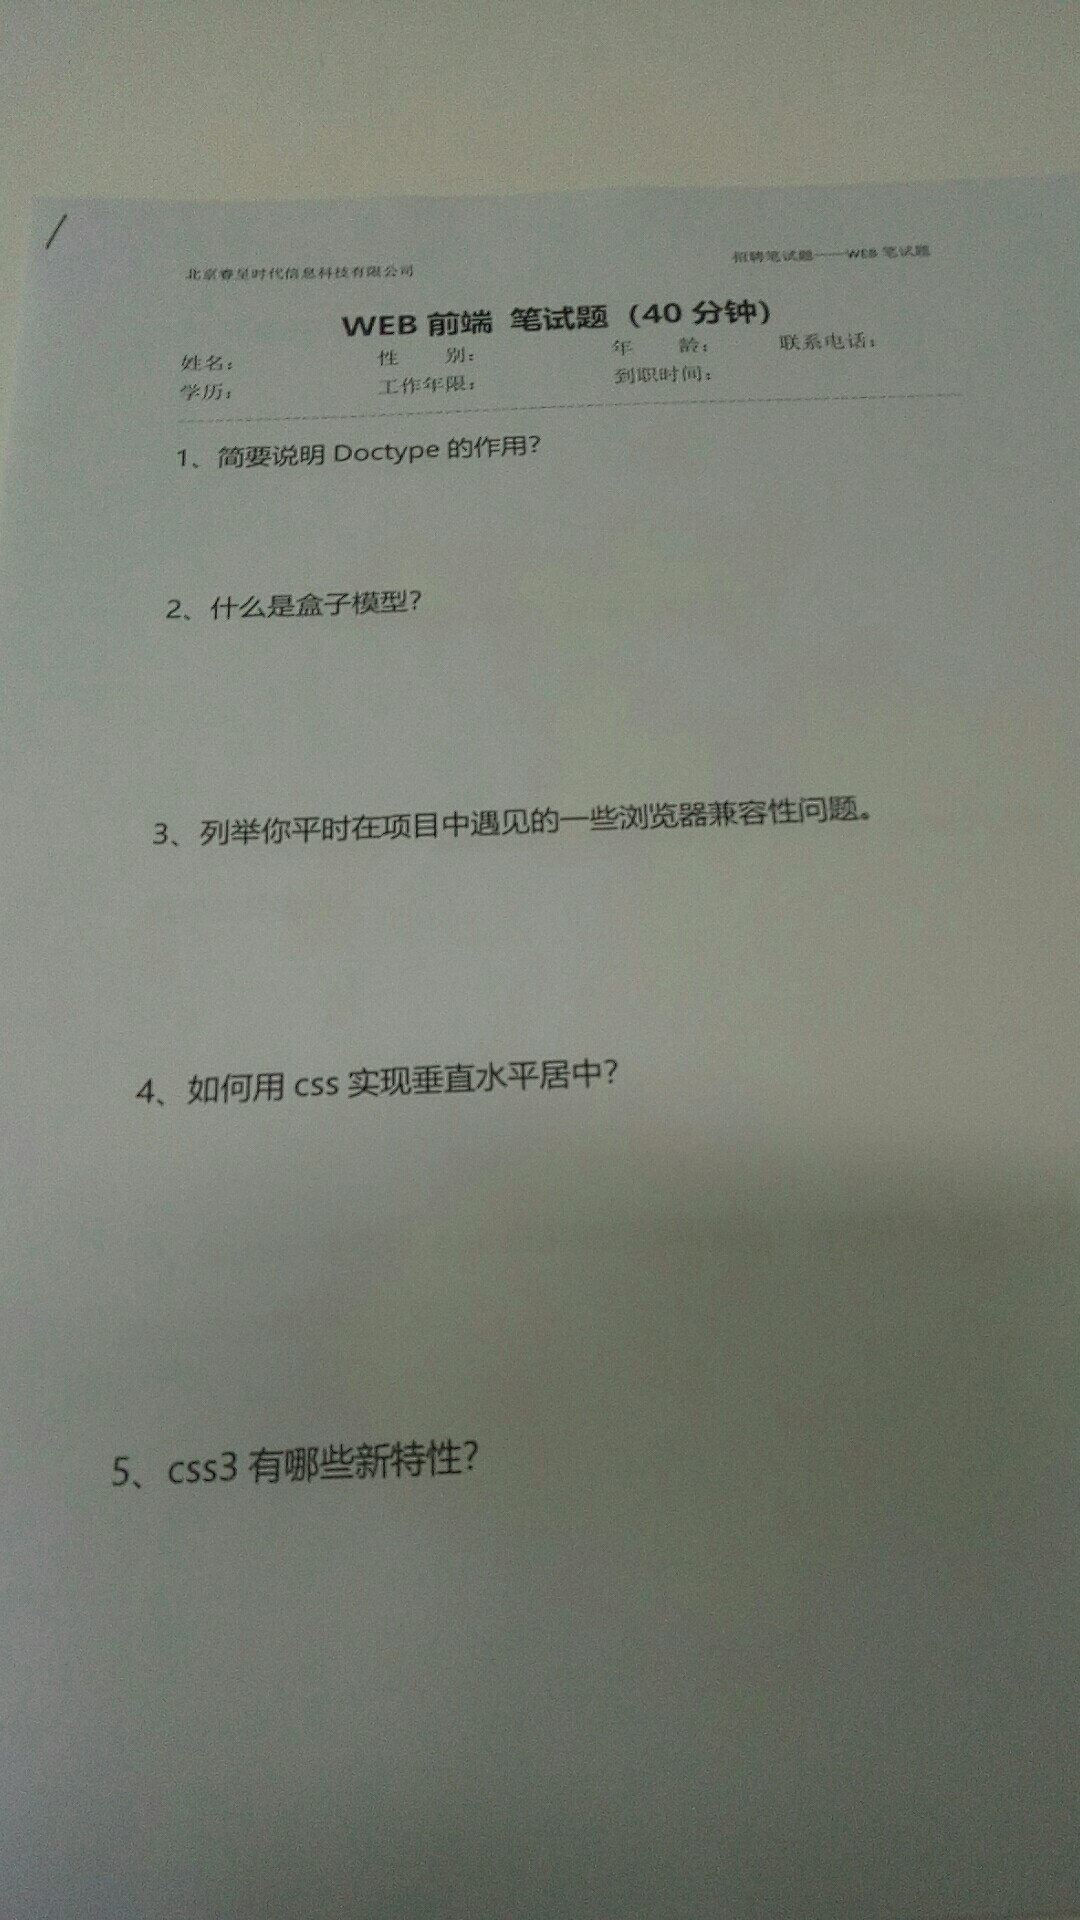 北京睿呈时代信息科技有限公司
招聘笔试题——WEB 笔试题
WEB 前端 笔试题（40 分钟）
姓名： 性 别： 年 龄： 联系电话：
学历： 工作年限： 到职时间：
1、简要说明 Doctype 的作用？
2、什么是盒子模型？
3、列举你平时在项目中遇见的一些浏览器兼容性问题。
4、如何用 css 实现垂直水平居中？
5、css3 有哪些新特性？